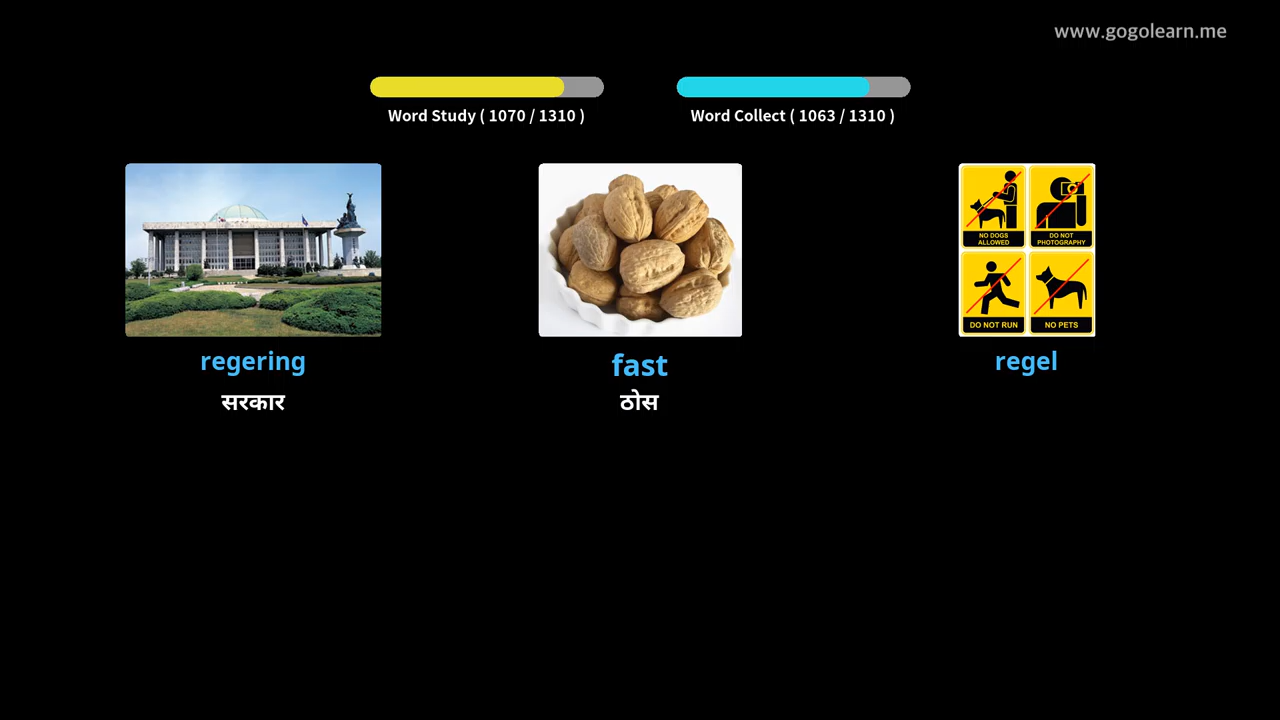 www.gogolearn.me
Word Study ( 1070 / 1310 )
Word Collect ( 1063 / 1310 )
NO DOGS
ALLOWED
DO NOT
PHOTOGRAPHY
DO NOT RUN
NO PETS
regering
fast
regel
सरकार
ठोस